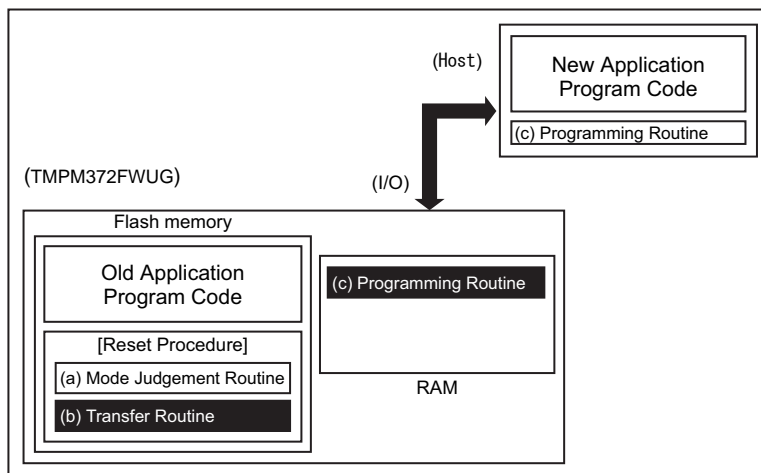 (Host)
New Application
Program Code
(c) Programming Routine
(TMPM372FWUG)
(I/O)
Flash memory
Old Application
Program Code
[Reset Procedure]
(a) Mode Judgement Routine
(b) Transfer Routine
(c) Programming Routine
RAM